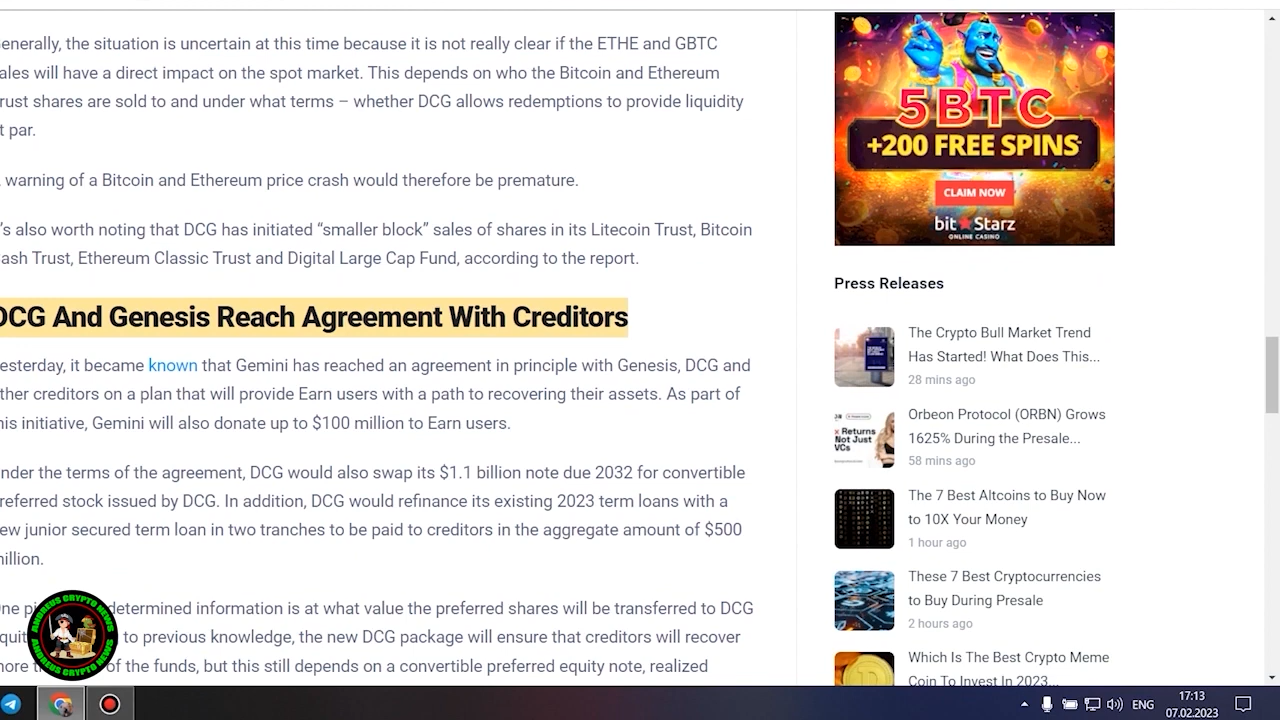 enerally, the situation is uncertain at this time because it is not really clear if the ETHE and GBTC
ales will have a direct impact on the spot market. This depends on who the Bitcoin and Ethereum
rust shares are sold to and under what terms – whether DCG allows redemptions to provide liquidity
t par.
warning of a Bitcoin and Ethereum price crash would therefore be premature.
's also worth noting that DCG has initiated “smaller block” sales of shares in its Litecoin Trust, Bitcoin
ash Trust, Ethereum Classic Trust and Digital Large Cap Fund, according to the report.
DCG And Genesis Reach Agreement With Creditors
esterday, it became known that Gemini has reached an agreement in principle with Genesis, DCG and
ther creditors on a plan that will provide Earn users with a path to recovering their assets. As part of
his initiative, Gemini will also donate up to $100 million to Earn users.
nder the terms of the agreement, DCG would also swap its $1.1 billion note due 2032 for convertible
referred stock issued by DCG. In addition, DCG would refinance its existing 2023 term loans with a
ew junior secured term loan in two tranches to be paid to creditors in the aggregate amount of $500
illion.
ne determined information is at what value the preferred shares will be transferred to DCG
to previous knowledge, the new DCG package will ensure that creditors will recover
of the funds, but this still depends on a convertible preferred equity note, realized
ANDREUS CRYPTO NEWS
ANDREUS CRYPTO NEWS
5BTC
+200 FREE SPINS
CLAIM NOW
bit Starz
ONLINE CASINO
Press Releases
The Crypto Bull Market Trend
Has Started! What Does This...
28 mins ago
Orbeon Protocol (ORBN) Grows
1625% During the Presale...
58 mins ago
Returns
Not Just
VCs
The 7 Best Altcoins to Buy Now
to 10X Your Money
1 hour ago
These 7 Best Cryptocurrencies
to Buy During Presale
2 hours ago
Which Is The Best Crypto Meme
Coin To Invest In 2023...
ENG
17:13
07.02.2023